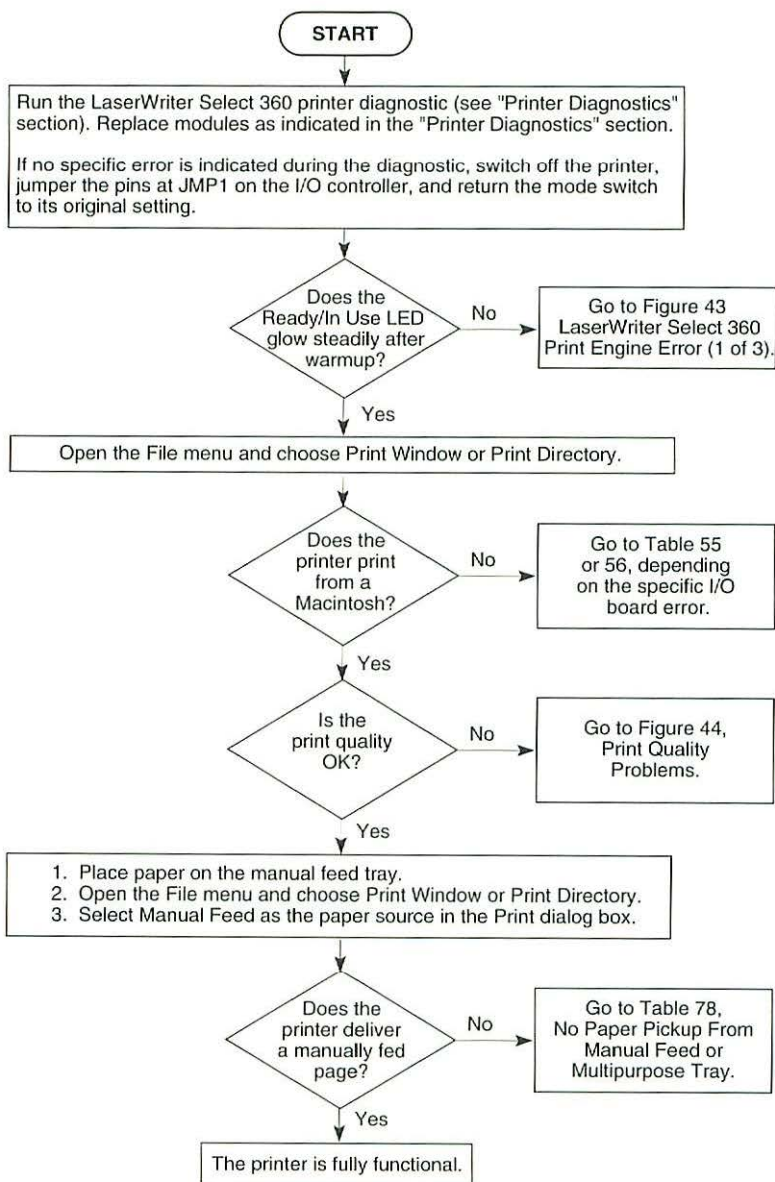 START
Run the LaserWriter Select 360 printer diagnostic (see "Printer Diagnostics"
section). Replace modules as indicated in the "Printer Diagnostics" section.
If no specific error is indicated during the diagnostic, switch off the printer,
jumper the pins at JMP1 on the I/O controller, and return the mode switch
to its original setting.
Does the
Ready/In Use LED
glow steadily after
warmup?
No
Go to Figure 43
LaserWriter Select 360
Print Engine Error (1 of 3).
Yes
Open the File menu and choose Print Window or Print Directory.
Does the
printer print
from a
Macintosh?
No
Go to Table 55
or 56, depending
on the specific I/O
board error.
Yes
Is the
print quality
OK?
No
Go to Figure 44,
Print Quality
Problems.
Yes
1. Place paper on the manual feed tray.
2. Open the File menu and choose Print Window or Print Directory.
3. Select Manual Feed as the paper source in the Print dialog box.
Does the
printer deliver
a manually fed
page?
No
Go to Table 78,
No Paper Pickup From
Manual Feed or
Multipurpose Tray.
Yes
The printer is fully functional.